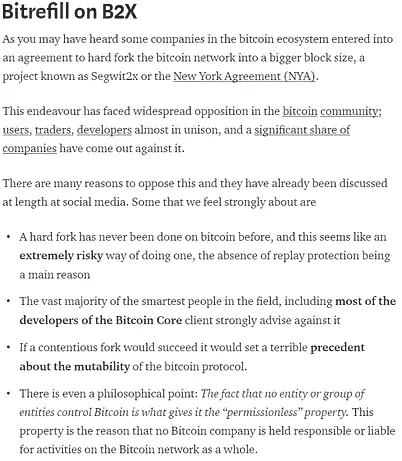 Bitrefill on B2X
As you may have heard some companies in the bitcoin ecosystem entered into
an agreement to hard fork the bitcoin network into a bigger block size, a
project known as Segwit2x or the New York Agreement (NYA).
This endeavour has faced widespread opposition in the bitcoin community;
users, traders, developers almost in unison, and a significant share of
companies have come out against it.
There are many reasons to oppose this and they have already been discussed
at length at social media. Some that we feel strongly about are
• A hard fork has never been done on bitcoin before, and this seems like an
extremely risky way of doing one, the absence of replay protection being
a main reason
• The vast majority of the smartest people in the field, including most of the
developers of the Bitcoin Core client strongly advise against it
• If a contentious fork would succeed it would set a terrible precedent
about the mutability of the bitcoin protocol.
• There is even a philosophical point: The fact that no entity or group of
entities control Bitcoin is what gives it the “permissionless” property. This
property is the reason that no Bitcoin company is held responsible or liable
for activities on the Bitcoin network as a whole.